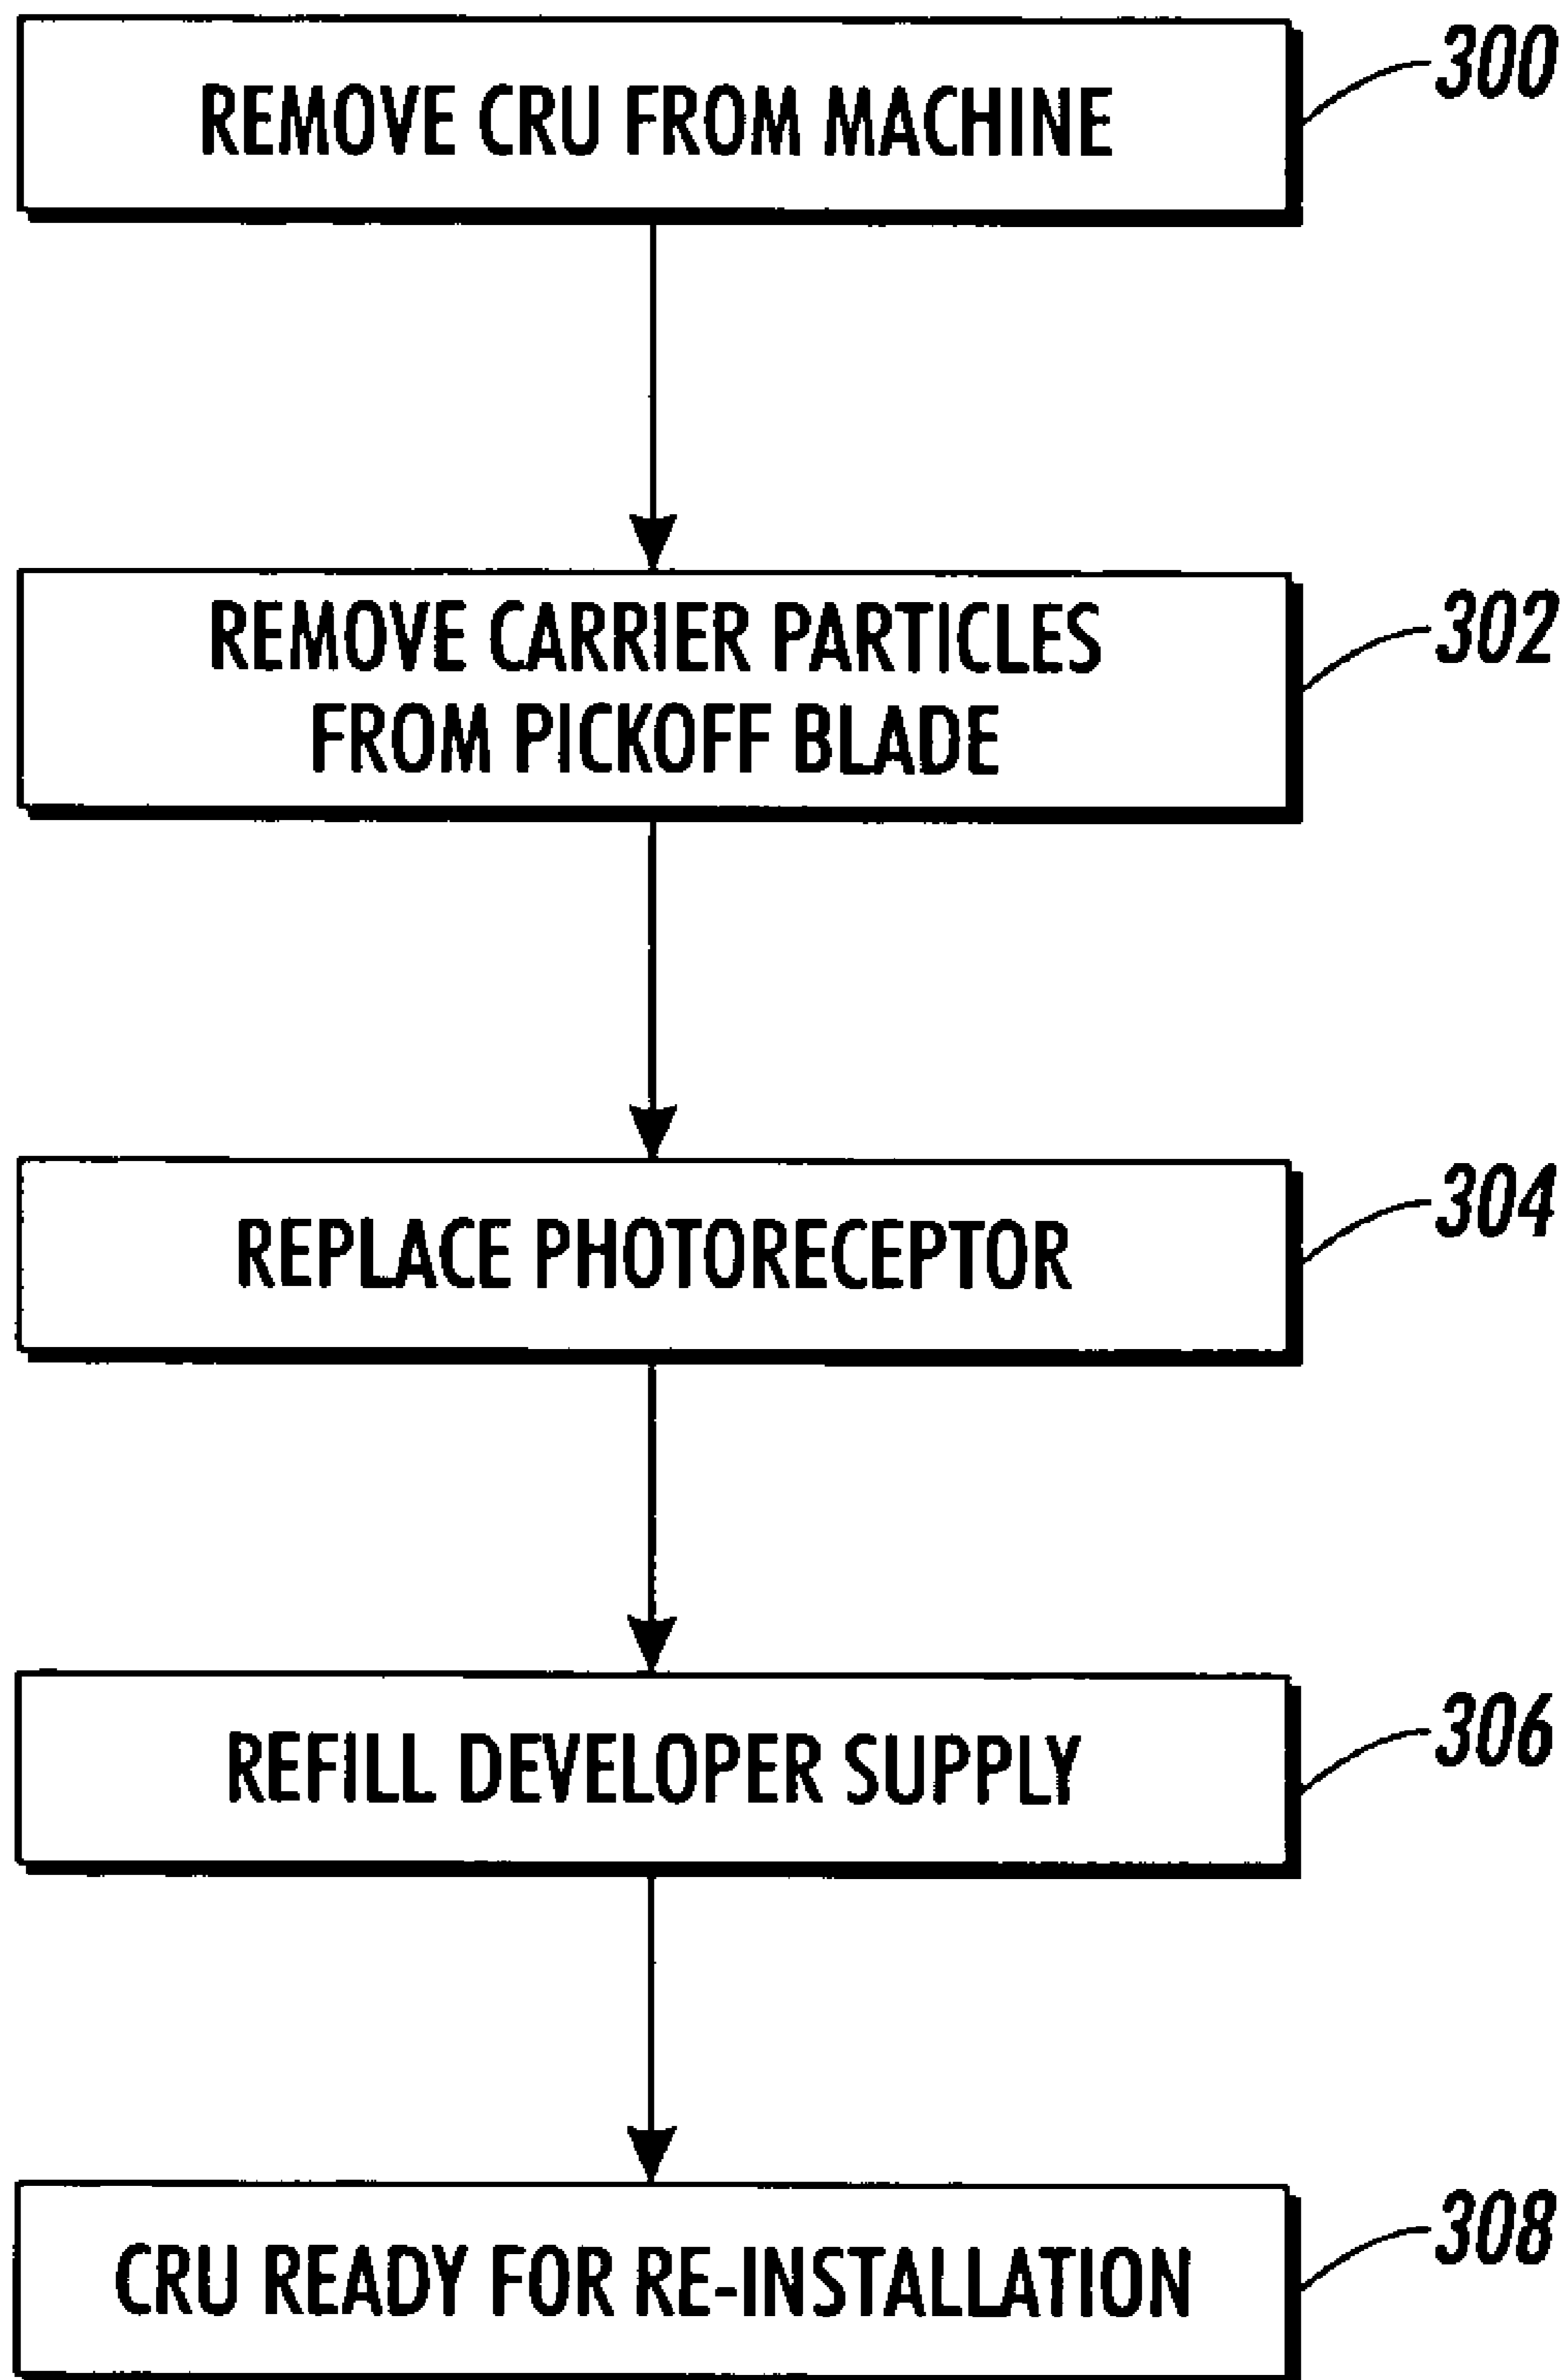 REMOVE CRU FROM MACHINE
300
REMOVE CARRIER PARTICLES
FROM PICKOFF BLADE
302
REPLACE PHOTORECEPTOR
304
REFILL DEVELOPER SUPPLY
306
CRU READY FOR RE-INSTALLATION
308